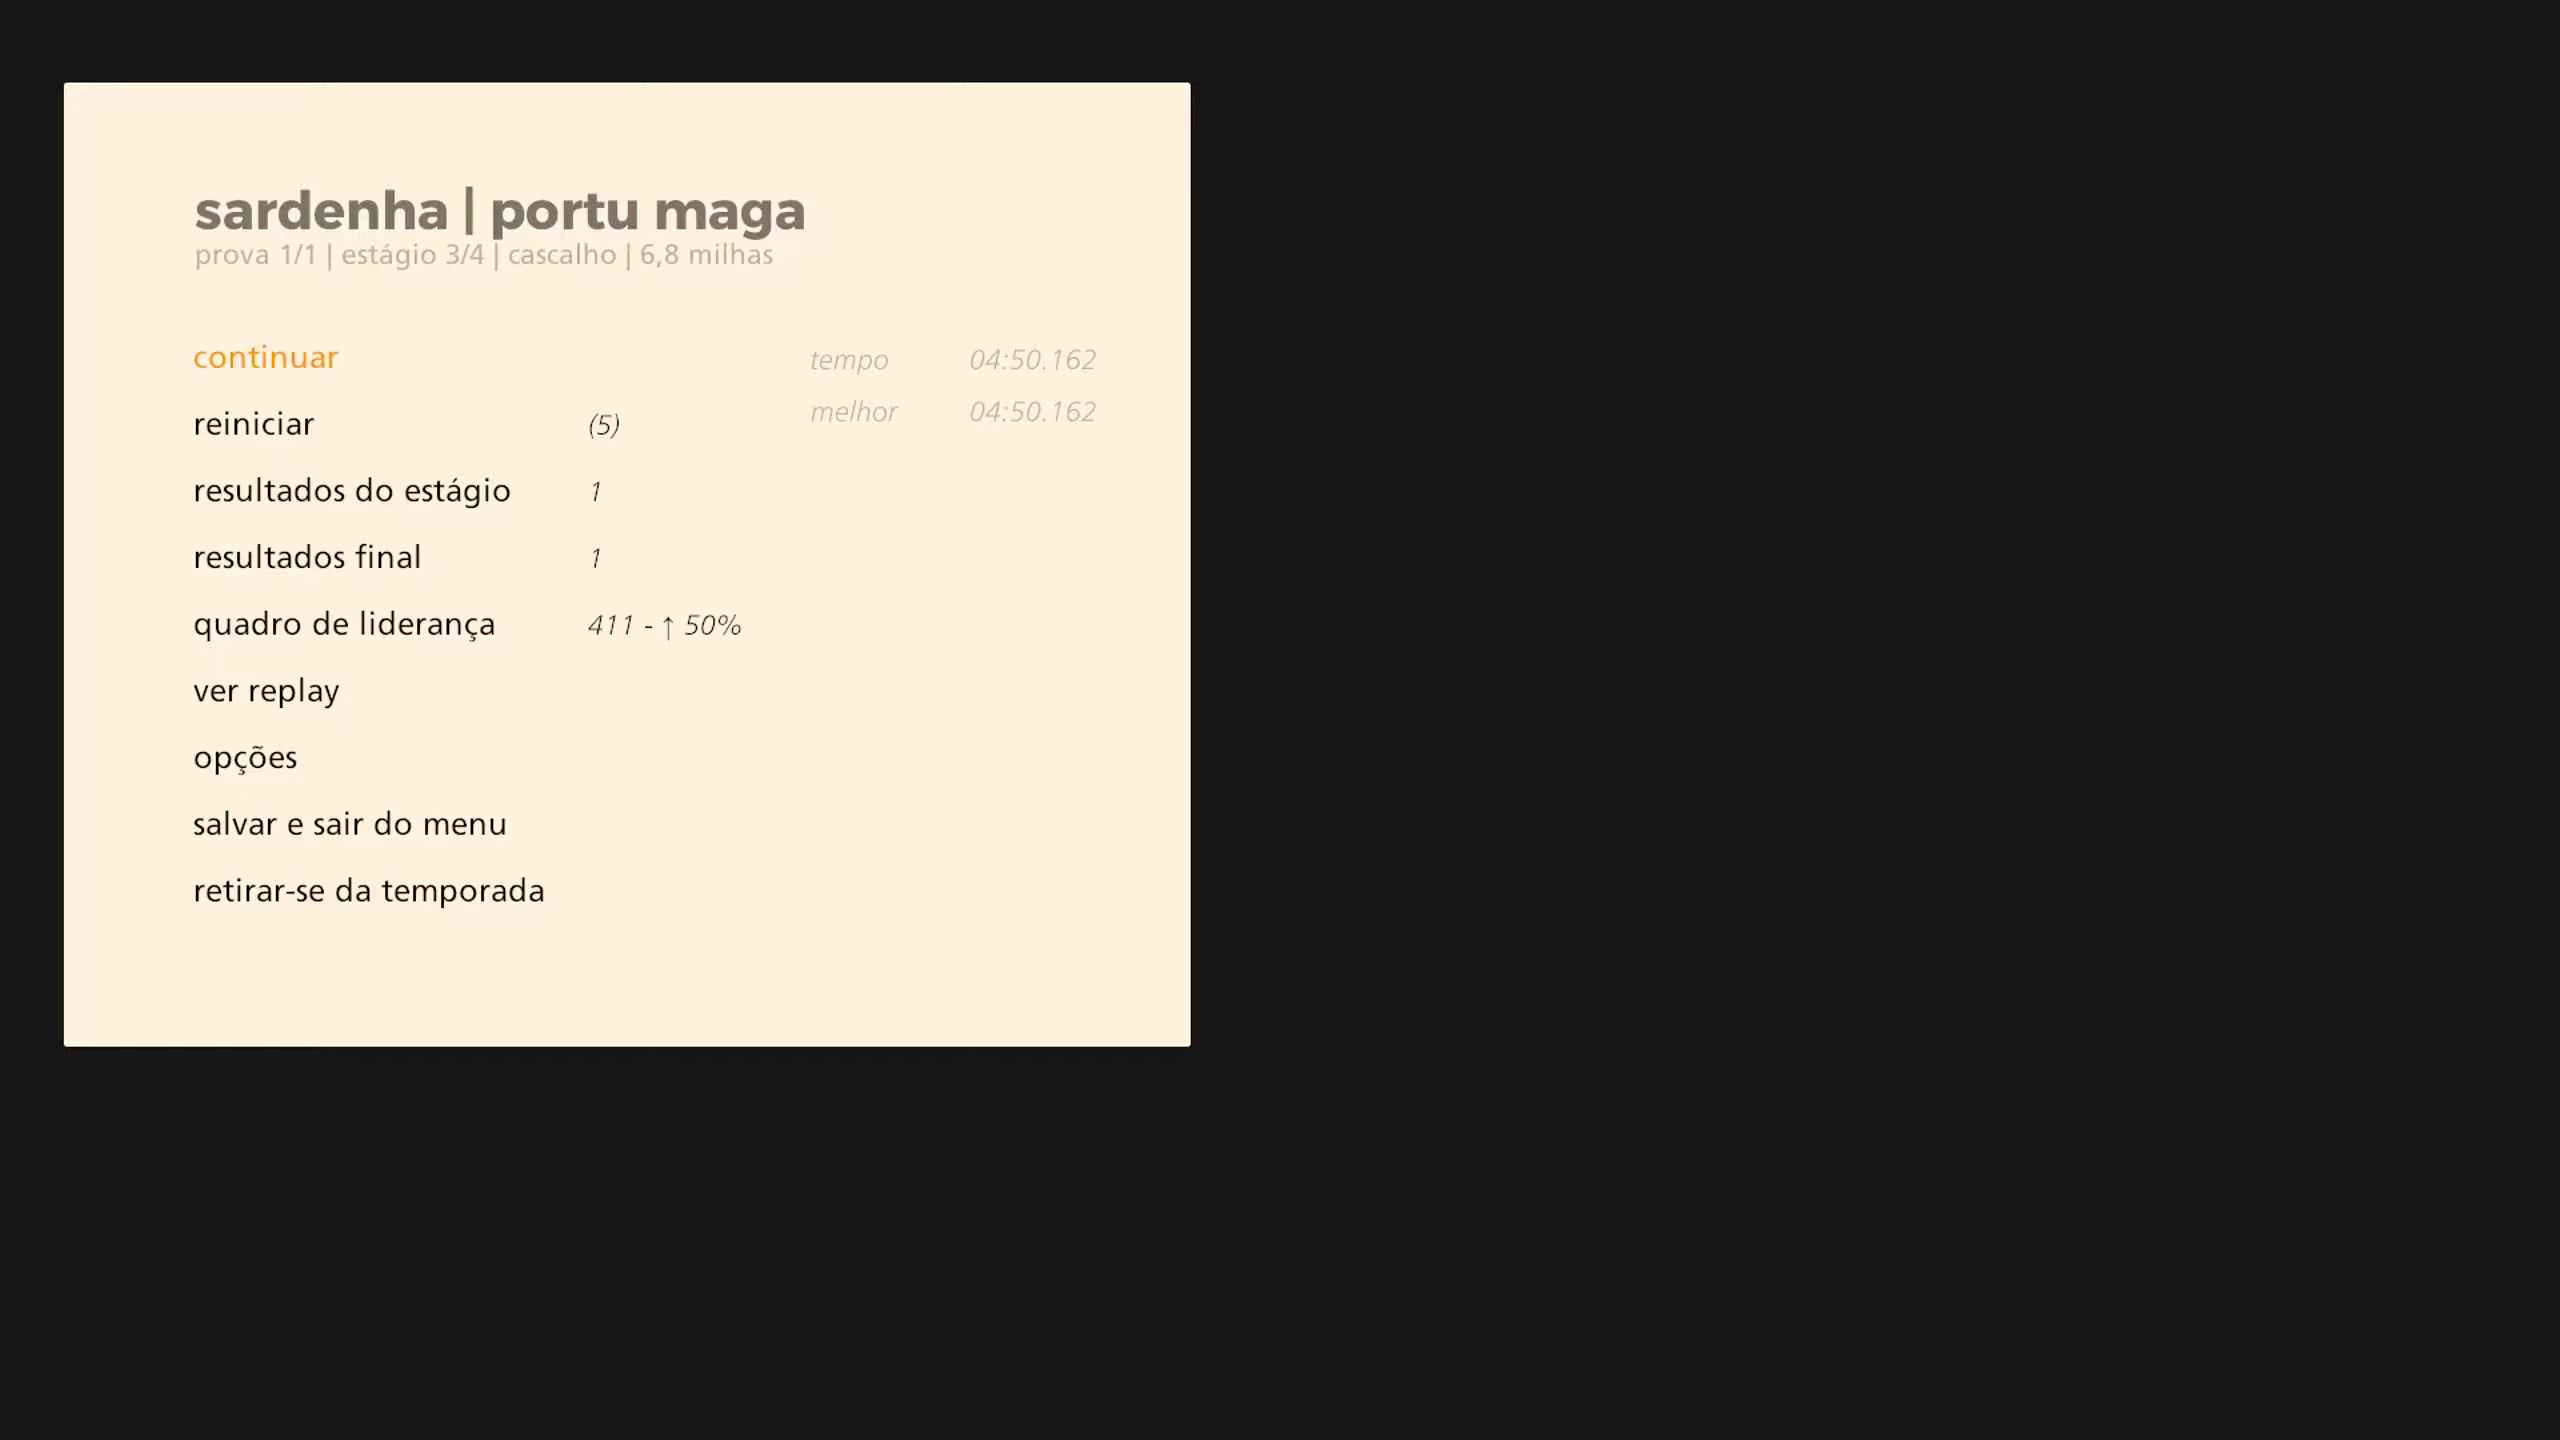 sardenha | portu maga
prova 1/1 | estágio 3/4 | cascalho | 6,8 milhas
continuar
tempo 04:50.162
melhor 04:50.162
reiniciar (5)
resultados do estágio 1
resultados final 1
quadro de liderança 411 - ↑ 50%
ver replay
opções
salvar e sair do menu
retirar-se da temporada